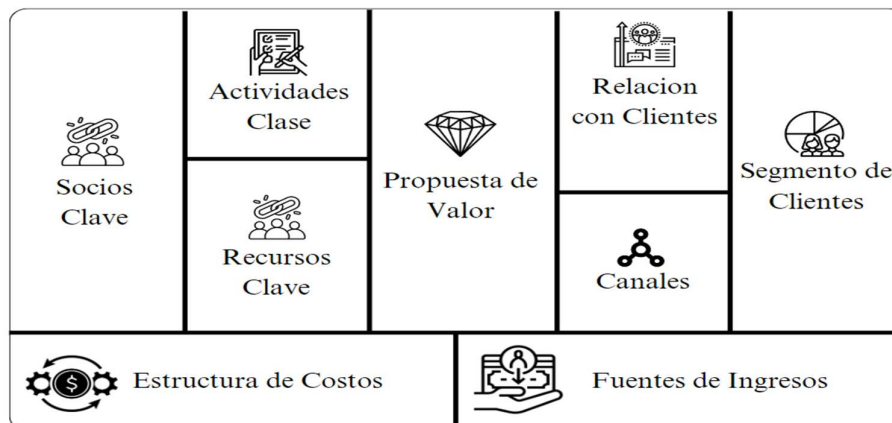 Socios
Clave
Actividades
Clase
Recursos
Clave
Propuesta de
Valor
Relacion
con Clientes
Canales
Segmento de
Clientes
$
Estructura de Costos
Fuentes de Ingresos